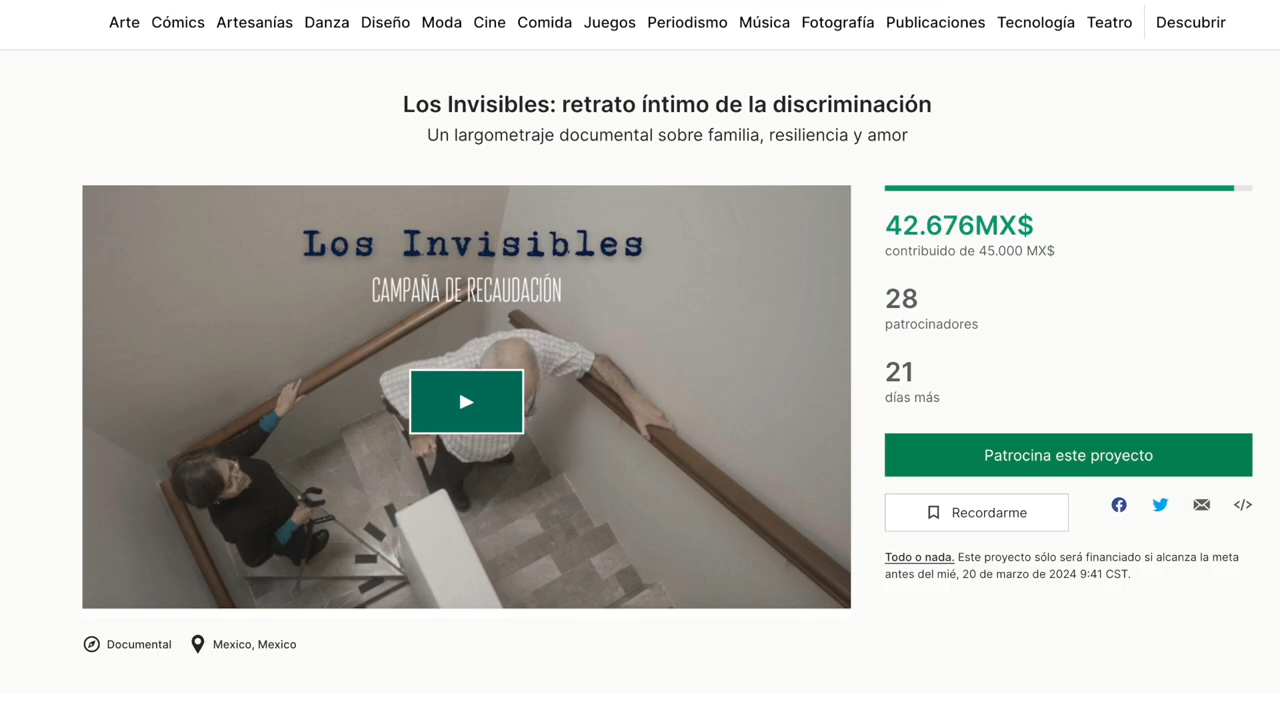 Arte Cómics Artesanías Danza Diseño Moda Cine Comida Juegos Periodismo Música Fotografía Publicaciones Tecnología Teatro Descubrir
Los Invisibles: retrato íntimo de la discriminación
Un largometraje documental sobre familia, resiliencia y amor
Los Invisibles
CAMPAÑA DE RECAUDACIÓN
42.676MX$
contribuido de 45.000 MX$
28
patrocinadores
21
días más
Patrocina este proyecto
Recordarme
</>
Todo o nada. Este proyecto sólo será financiado si alcanza la meta
antes del mié, 20 de marzo de 2024 9:41 CST.
Documental Mexico, Mexico